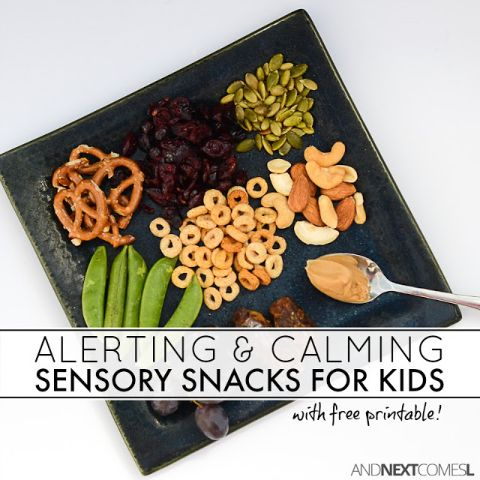 ALERTING & CALMING
SENSORY SNACKS FOR KIDS
with free printable!
ANDNEXTCOMESL